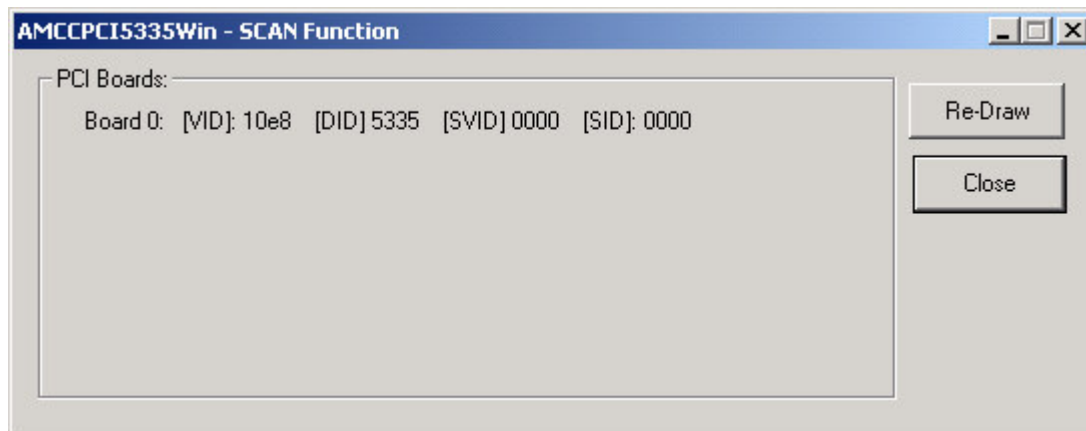 AMCCPCI5335Win - SCAN Function
PCI Boards:
Board 0: [VID]: 10e8 [DID] 5335 [SVID] 0000 [SID]: 0000
Re-Draw
Close